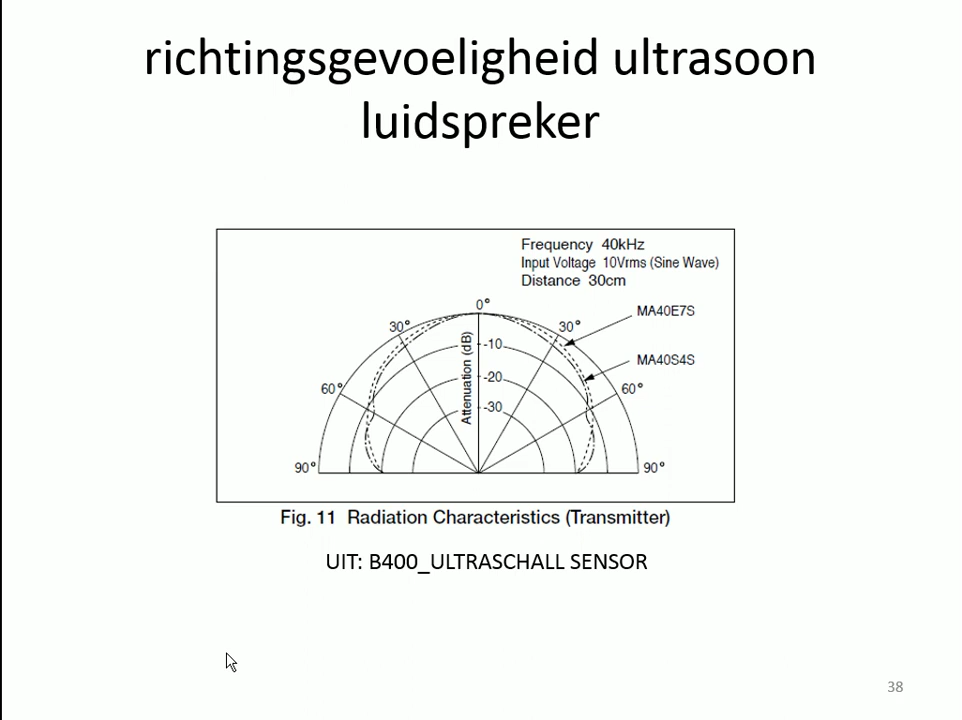 richtingsgevoeligheid ultrasoon
luidspreker
Frequency 40kHz
Input Voltage 10Vrms (Sine Wave)
Distance 30cm
0°
30°
30°
60°
60°
90°
90°
Attenuation (dB)
-10
-20
-30
MA40E7S
MA40S4S
Fig. 11 Radiation Characteristics (Transmitter)
UIT: B400_ULTRASCHALL SENSOR
38